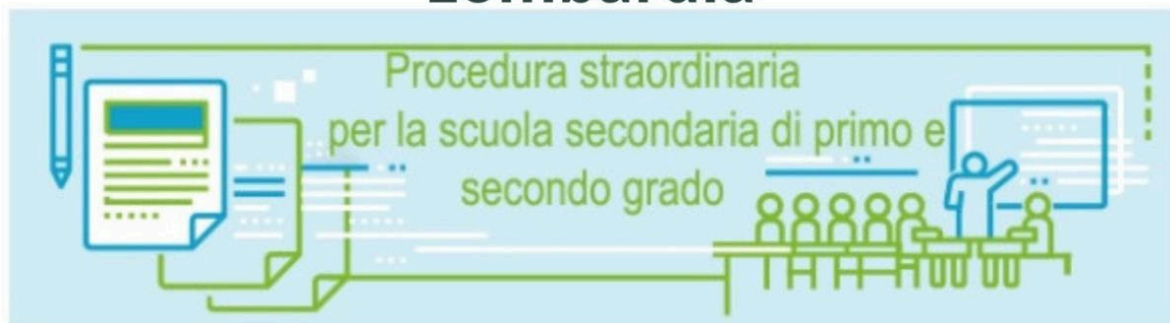 Procedura straordinaria
per la scuola secondaria di primo e
secondo grado